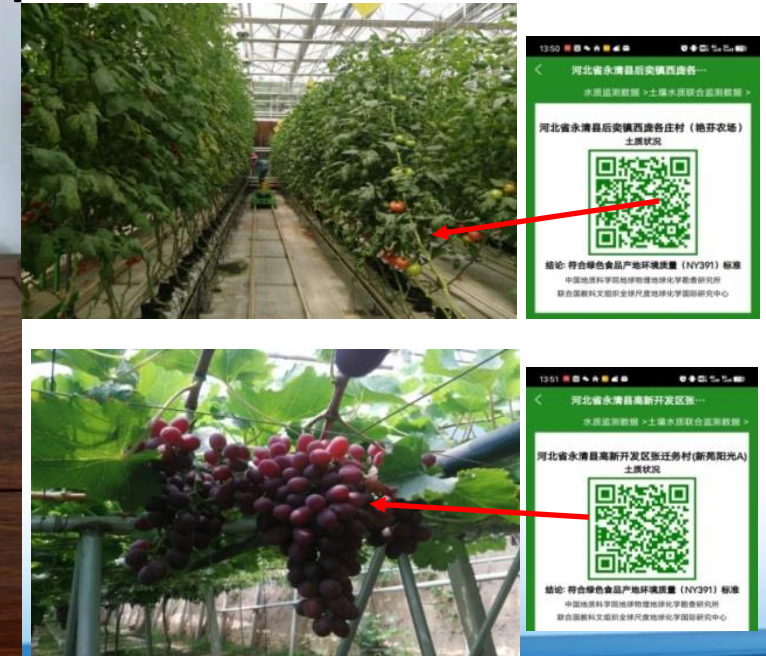 13:50
河北省永清县后奕镇西庞各…
水质监测数据 >土壤水质联合监测数据 >
河北省永清县后奕镇西庞各庄村（艳芬农场）
土质状况
结论: 符合绿色食品产地环境质量（NY391）标准
中国地质科学院地球物理地球化学勘查研究所
联合国教科文组织全球尺度地球化学国际研究中心
13:51
河北省永清县高新开发区张…
水质监测数据 >土壤水质联合监测数据 >
河北省永清县高新开发区张迁务村(新苑阳光A)
土质状况
结论: 符合绿色食品产地环境质量（NY391）标准
中国地质科学院地球物理地球化学勘查研究所
联合国教科文组织全球尺度地球化学国际研究中心